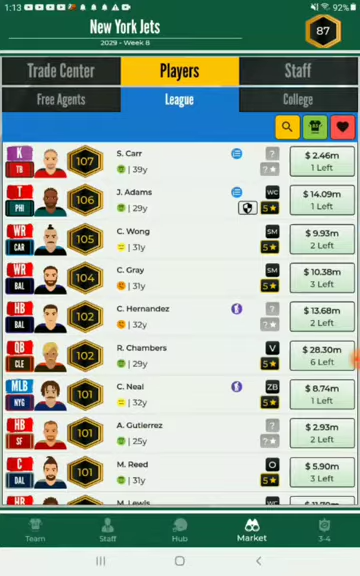 1:13
92%
New York Jets
2029 - Week 8
87
Trade Center
Players
Staff
Free Agents
League
College
K
TB
107
S. Carr
39y
?
?★
$ 2.46m
1 Left
T
PHI
106
J. Adams
29y
WC
5★
$ 14.09m
1 Left
WR
CAR
105
C. Wong
31y
SM
5★
$ 9.93m
2 Left
WR
BAL
104
C. Gray
31y
SM
5★
$ 10.38m
3 Left
HB
BAL
102
C. Hernandez
32y
?
?★
$ 13.68m
2 Left
QB
CLE
102
R. Chambers
29y
V
5★
$ 28.30m
6 Left
MLB
NYG
101
C. Neal
32y
ZB
5★
$ 8.74m
1 Left
HB
SF
101
A. Gutierrez
25y
?
?★
$ 2.93m
2 Left
C
DAL
101
M. Reed
31y
O
5★
$ 5.90m
3 Left
HB
M. Lewis
WC
Team
Staff
Hub
Market
3-4